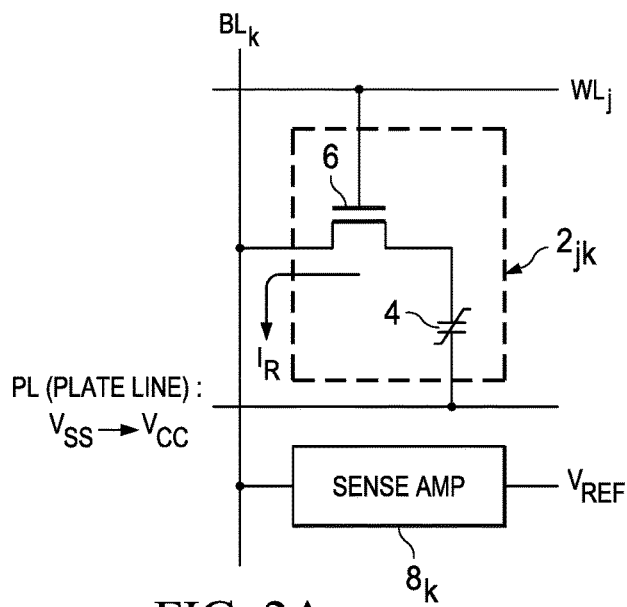 BLk
WLj
6
2jk
4
IR
PL (PLATE LINE) :
VSS → VCC
SENSE AMP
VREF
8k
FIG. 2A